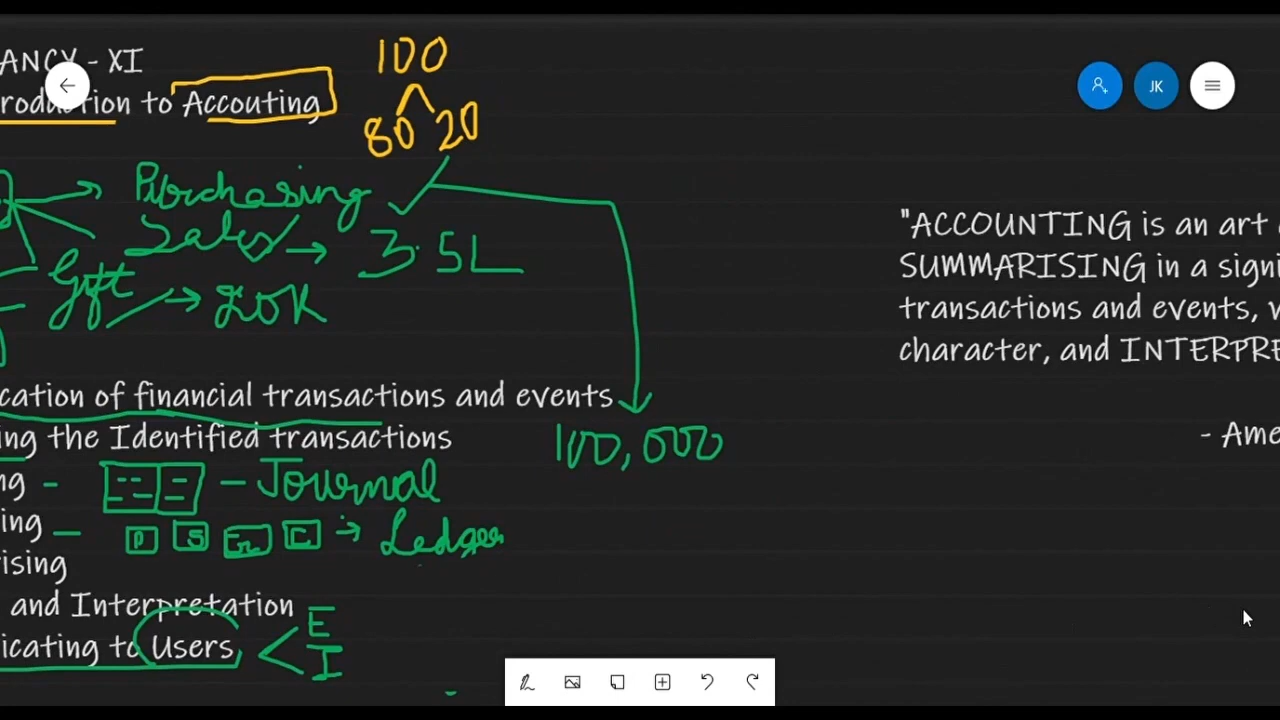 ANCY - XI
roduction to Accouting
100
80 20
Purchasing
Sales → 3.5L
Gift → 20K
"ACCOUNTING is an art
SUMMARISING in a signi
transactions and events, w
character, and INTERPRE
- Ame
cation of financial transactions and events
ing the Identified transactions
100,000
ng - - Journal
ing - P S En C → Ledger
rising
and Interpretation
icating to Users < E
I
JK